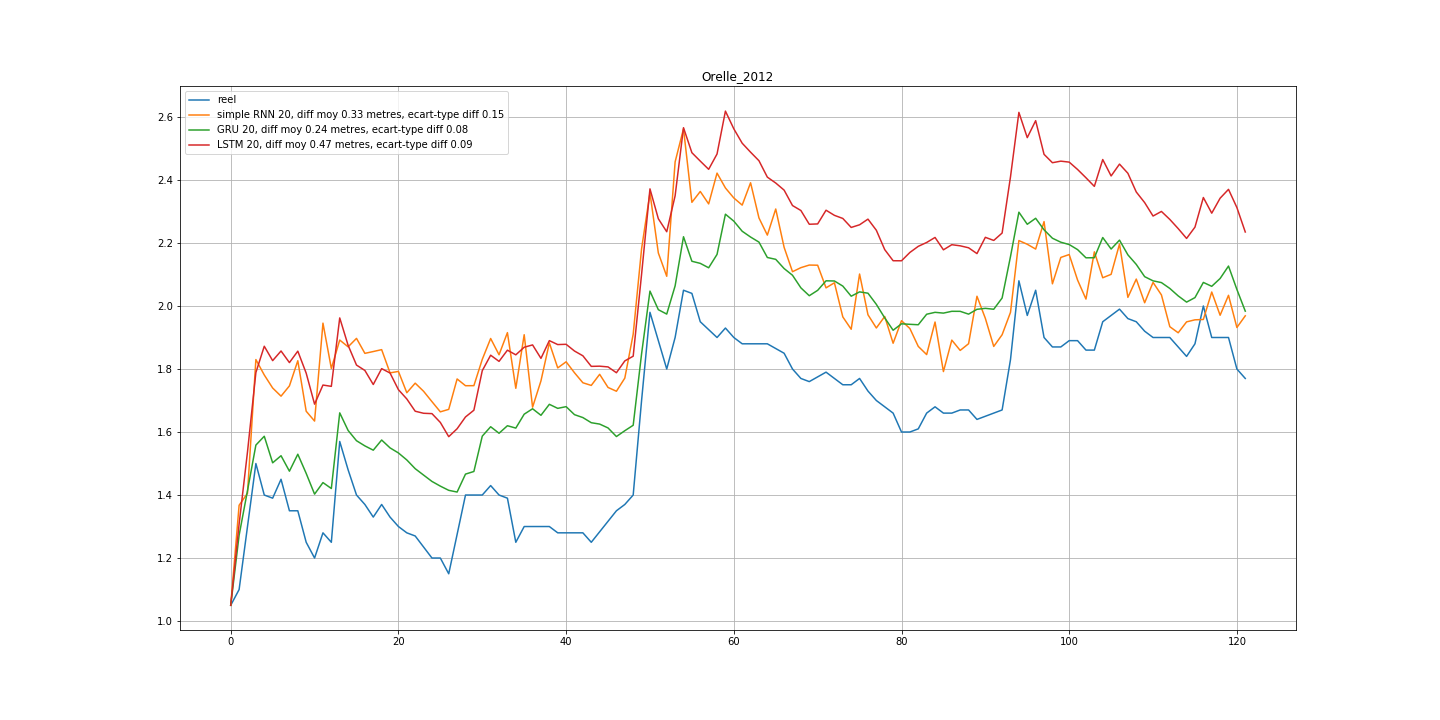 Orelle_2012
reel
simple RNN 20, diff moy 0.33 metres, ecart-type diff 0.15
GRU 20, diff moy 0.24 metres, ecart-type diff 0.08
LSTM 20, diff moy 0.47 metres, ecart-type diff 0.09
2.6
2.4
2.2
2.0
1.8
1.6
1.4
1.2
1.0
0 20 40 60 80 100 120